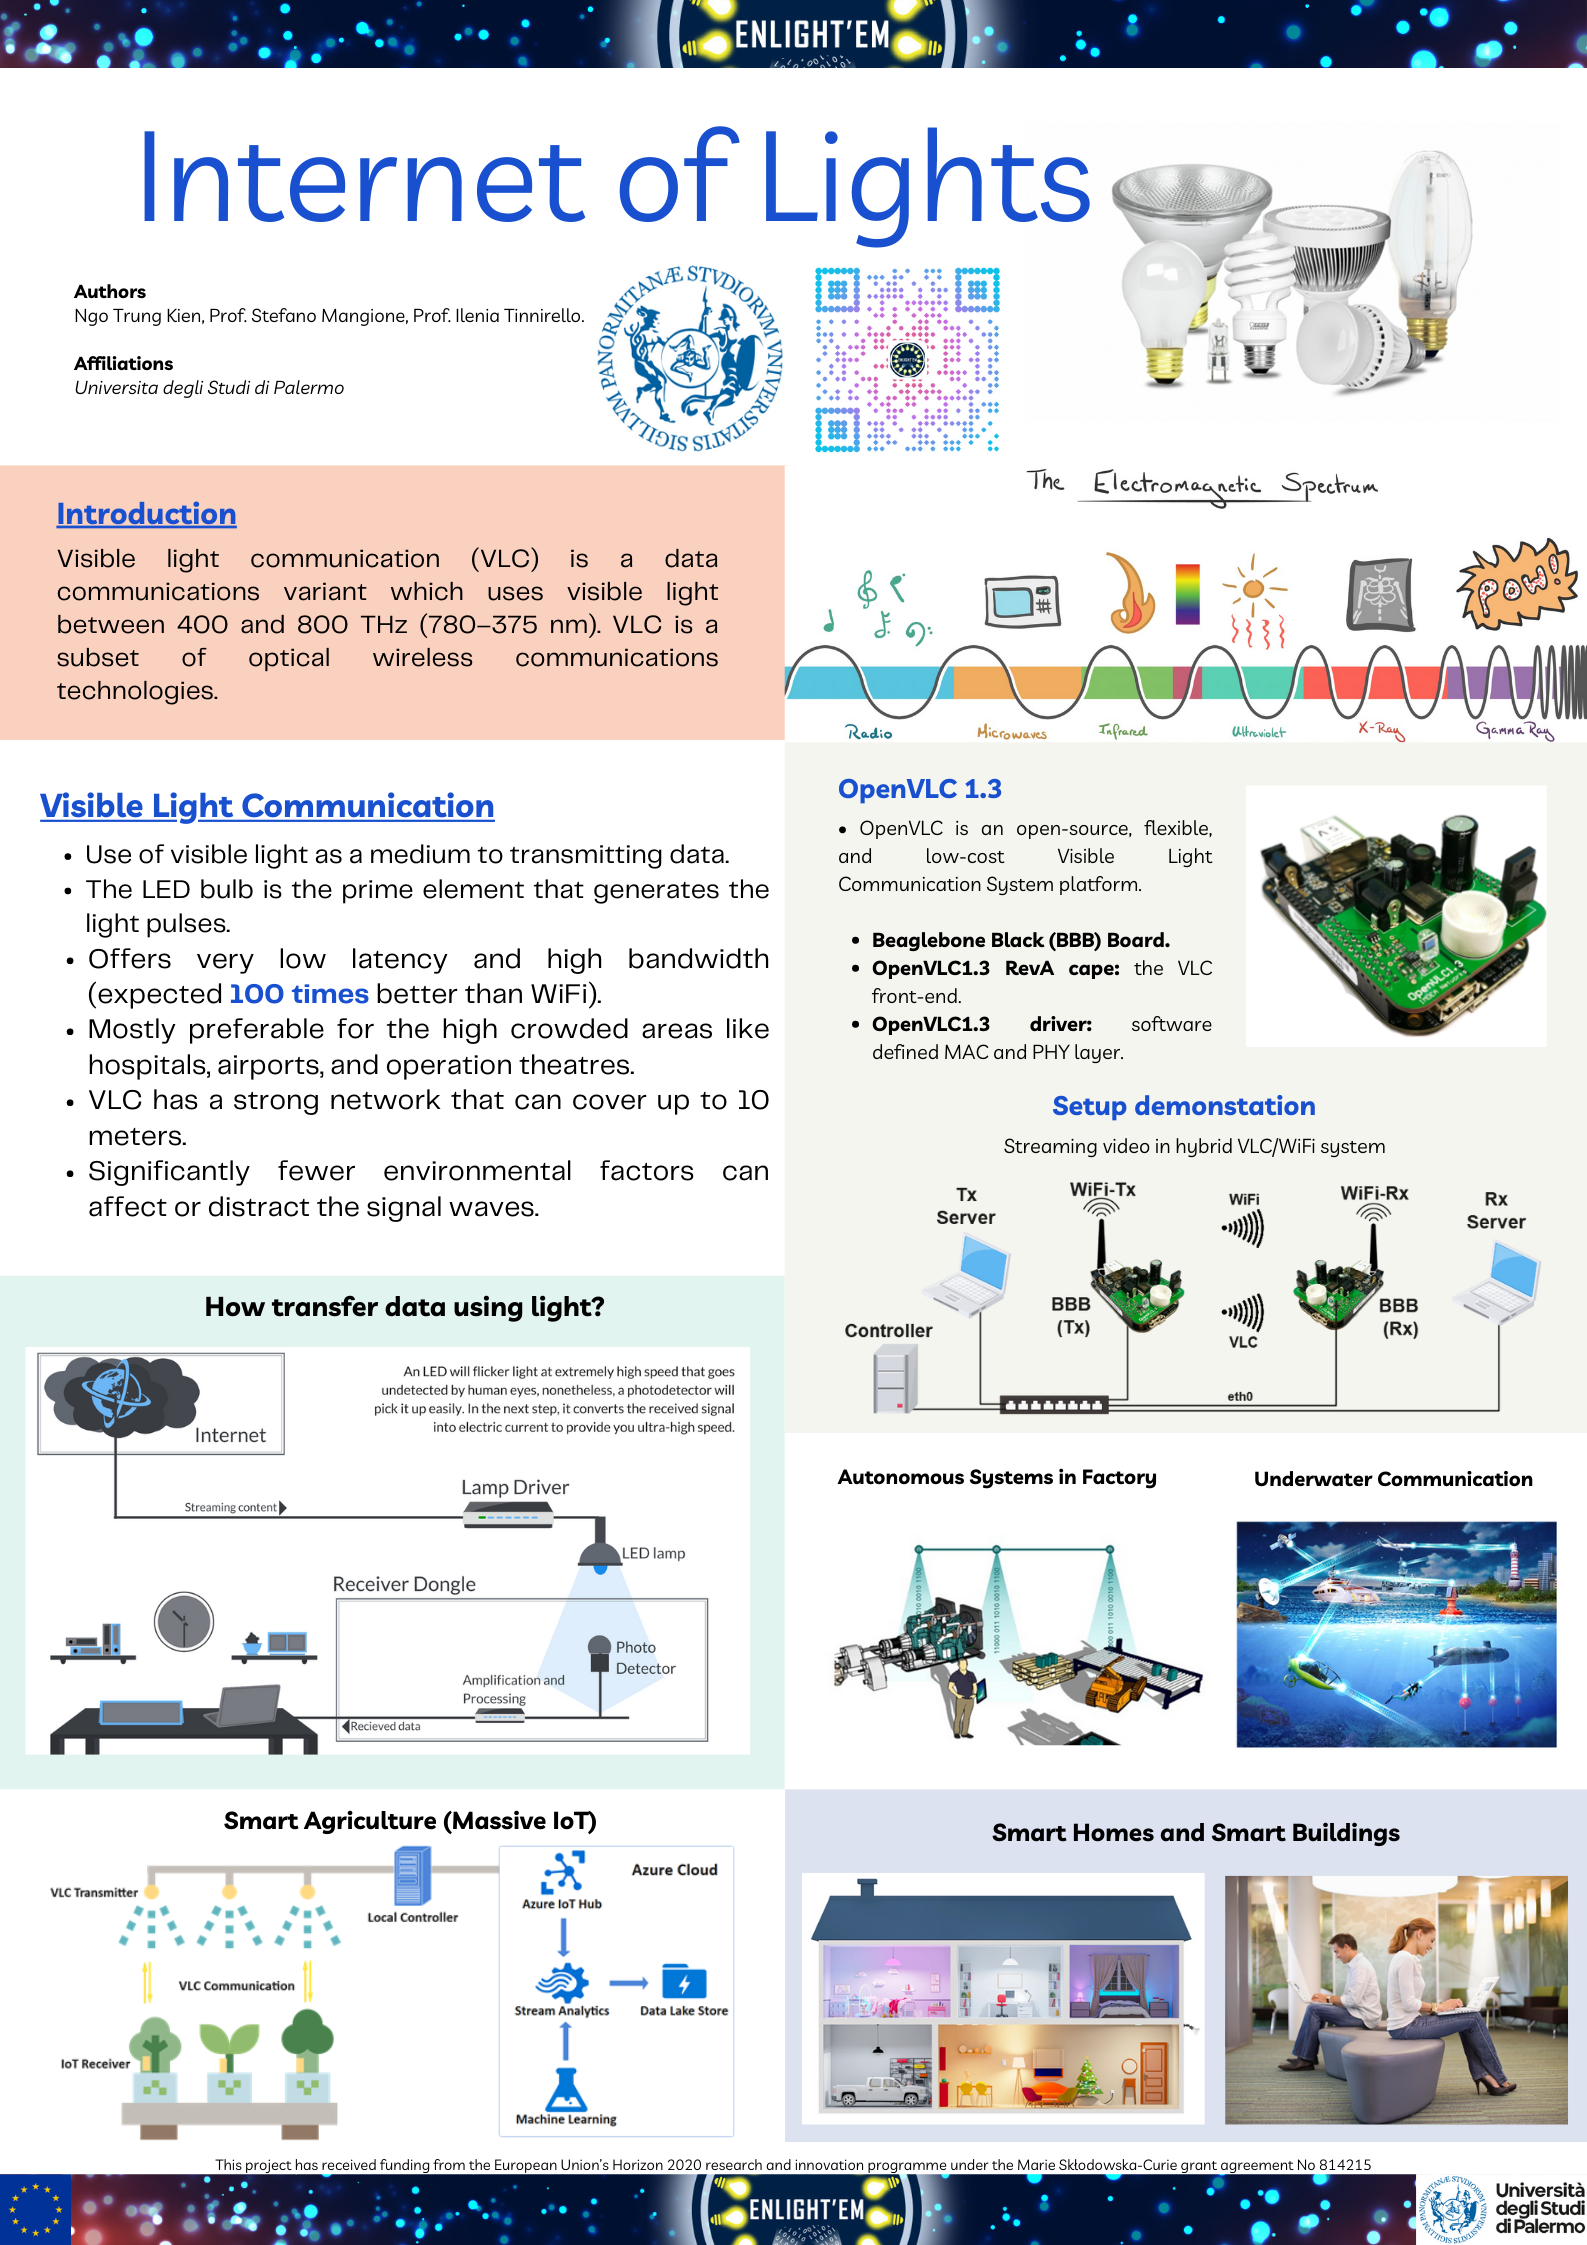 ENLIGHT'EM
Internet of Lights
Authors
Ngo Trung Kien, Prof. Stefano Mangione, Prof. Ilenia Tinnirello.
Affiliations
Universita degli Studi di Palermo
SIGILLVM PANORMITANÆ STVDIORVM VNIVERSITATIS
Introduction
Visible light communication (VLC) is a data
communications variant which uses visible light
between 400 and 800 THz (780–375 nm). VLC is a
subset of optical wireless communications
technologies.
The Electromagnetic Spectrum
POW!
Radio
Microwaves
Infrared
Ultraviolet
X-Ray
Gamma Ray
Visible Light Communication
• Use of visible light as a medium to transmitting data.
• The LED bulb is the prime element that generates the
light pulses.
• Offers very low latency and high bandwidth
(expected 100 times better than WiFi).
• Mostly preferable for the high crowded areas like
hospitals, airports, and operation theatres.
• VLC has a strong network that can cover up to 10
meters.
• Significantly fewer environmental factors can
affect or distract the signal waves.
OpenVLC 1.3
• OpenVLC is an open-source, flexible,
and low-cost Visible Light
Communication System platform.
• Beaglebone Black (BBB) Board.
• OpenVLC1.3 RevA cape: the VLC
front-end.
• OpenVLC1.3 driver: software
defined MAC and PHY layer.
OpenVLC1.3
Setup demonstation
Streaming video in hybrid VLC/WiFi system
Tx
Server
WiFi-Tx
WiFi
WiFi-Rx
Rx
Server
BBB
(Tx)
BBB
(Rx)
Controller
VLC
eth0
How transfer data using light?
An LED will flicker light at extremely high speed that goes
undetected by human eyes, nonetheless, a photodetector will
pick it up easily. In the next step, it converts the received signal
into electric current to provide you ultra-high speed.
Internet
Lamp Driver
Streaming content
LED lamp
Receiver Dongle
Photo
Detector
Amplification and
Processing
Recieved data
Autonomous Systems in Factory
Underwater Communication
Smart Agriculture (Massive IoT)
VLC Transmitter
Local Controller
Azure Cloud
Azure IoT Hub
VLC Communication
Stream Analytics
Data Lake Store
IoT Receiver
Machine Learning
Smart Homes and Smart Buildings
This project has received funding from the European Union's Horizon 2020 research and innovation programme under the Marie Skłodowska-Curie grant agreement No 814215
ENLIGHT'EM
Università
degli Studi
di Palermo